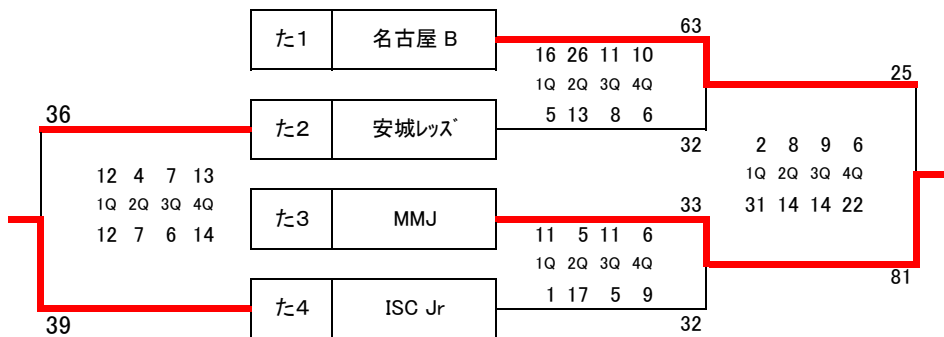 た1 名古屋 B 63
16 26 11 10
1Q 2Q 3Q 4Q
5 13 8 6
25
36
た2 安城ﾚｯｽﾞ
32
2 8 9 6
1Q 2Q 3Q 4Q
31 14 14 22
12 4 7 13
1Q 2Q 3Q 4Q
12 7 6 14
た3 MMJ 33
11 5 11 6
1Q 2Q 3Q 4Q
1 17 5 9
81
39
た4 ISC Jr
32